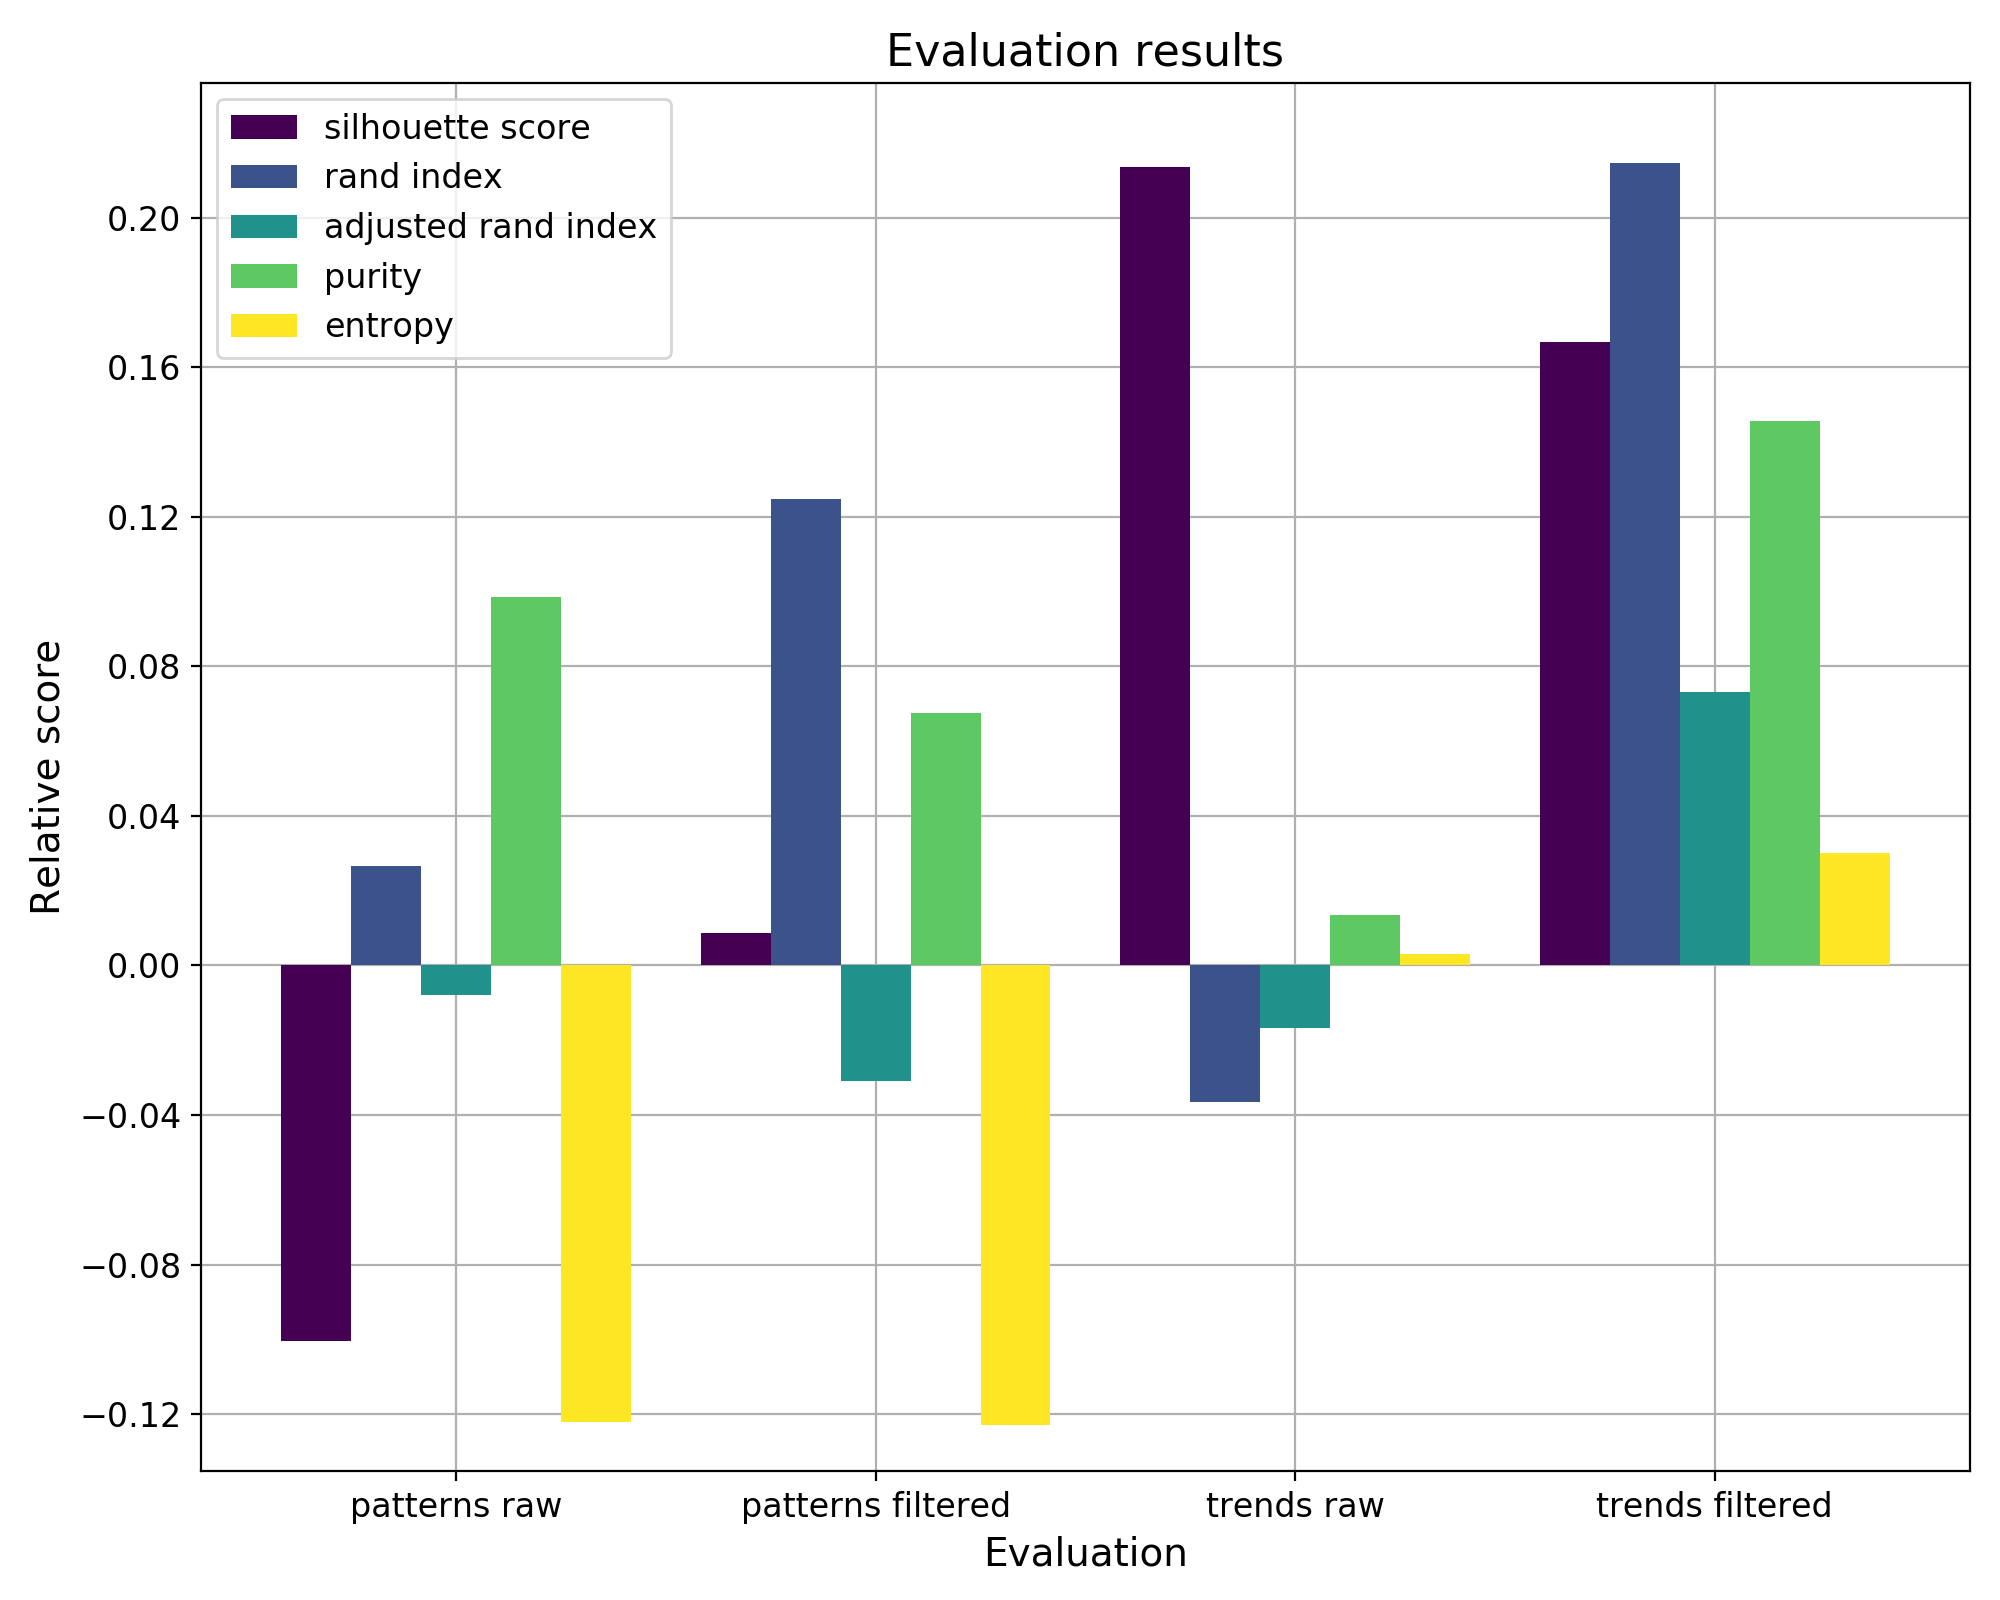 Evaluation results
silhouette score
rand index
adjusted rand index
purity
entropy
Relative score
0.20
0.16
0.12
0.08
0.04
0.00
−0.04
−0.08
−0.12
patterns raw
patterns filtered
trends raw
trends filtered
Evaluation